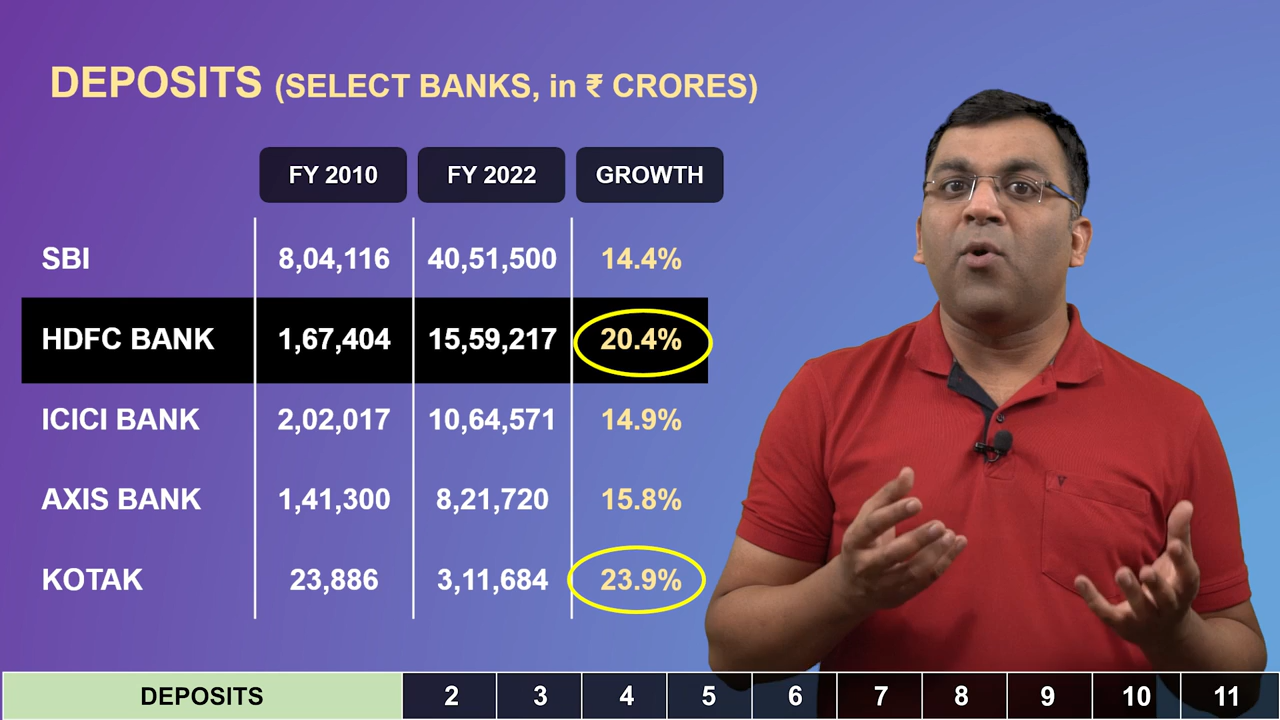 DEPOSITS (SELECT BANKS, in ₹ CRORES)
FY 2010 FY 2022 GROWTH
SBI 8,04,116 40,51,500 14.4%
HDFC BANK 1,67,404 15,59,217 20.4%
ICICI BANK 2,02,017 10,64,571 14.9%
AXIS BANK 1,41,300 8,21,720 15.8%
KOTAK 23,886 3,11,684 23.9%
V
DEPOSITS 2 3 4 5 6 7 8 9 10 11